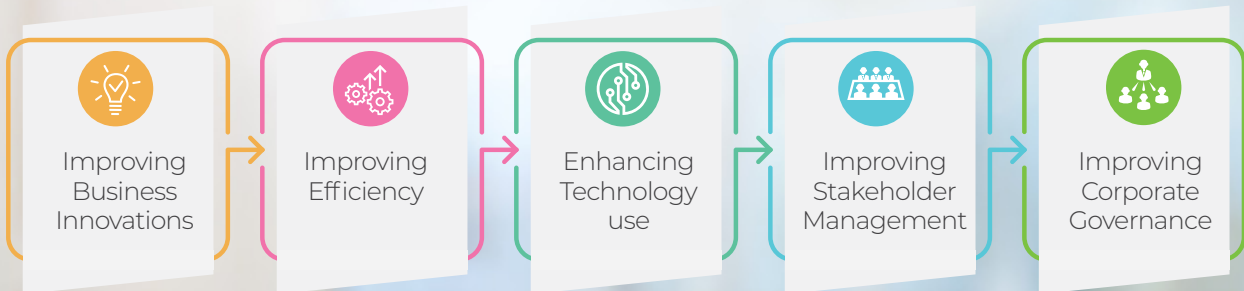 Improving
Business
Innovations
Improving
Efficiency
Enhancing
Technology
use
Improving
Stakeholder
Management
Improving
Corporate
Governance